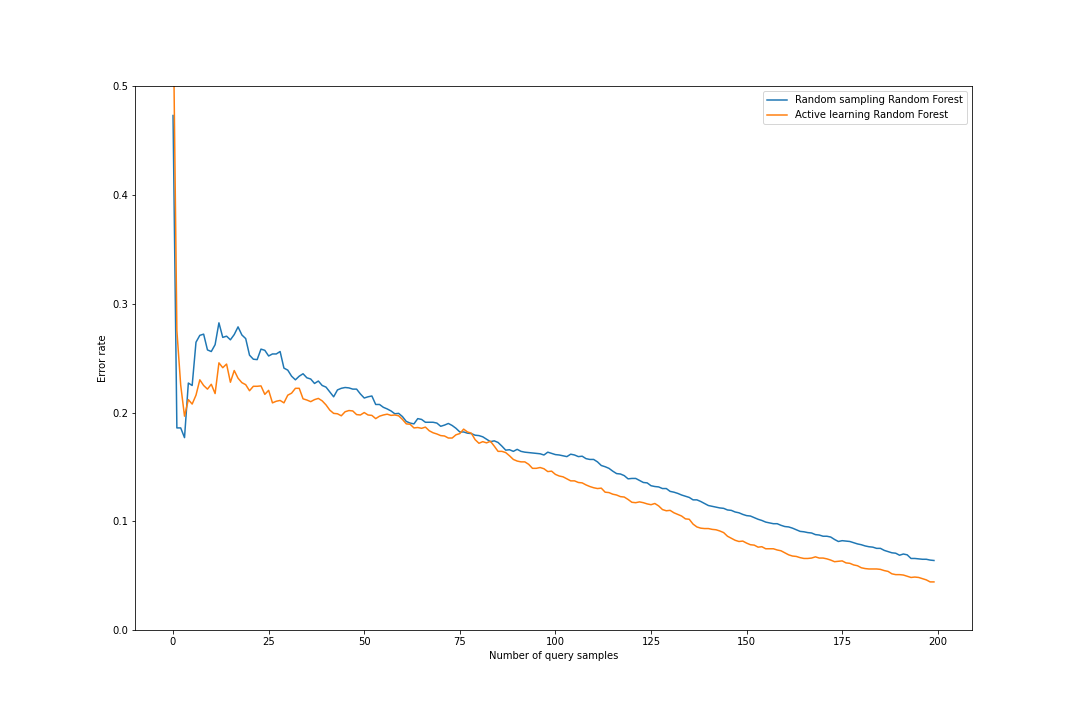 Random sampling Random Forest
Active learning Random Forest
0.5
0.4
0.3
0.2
0.1
0.0
Error rate
0 25 50 75 100 125 150 175 200
Number of query samples